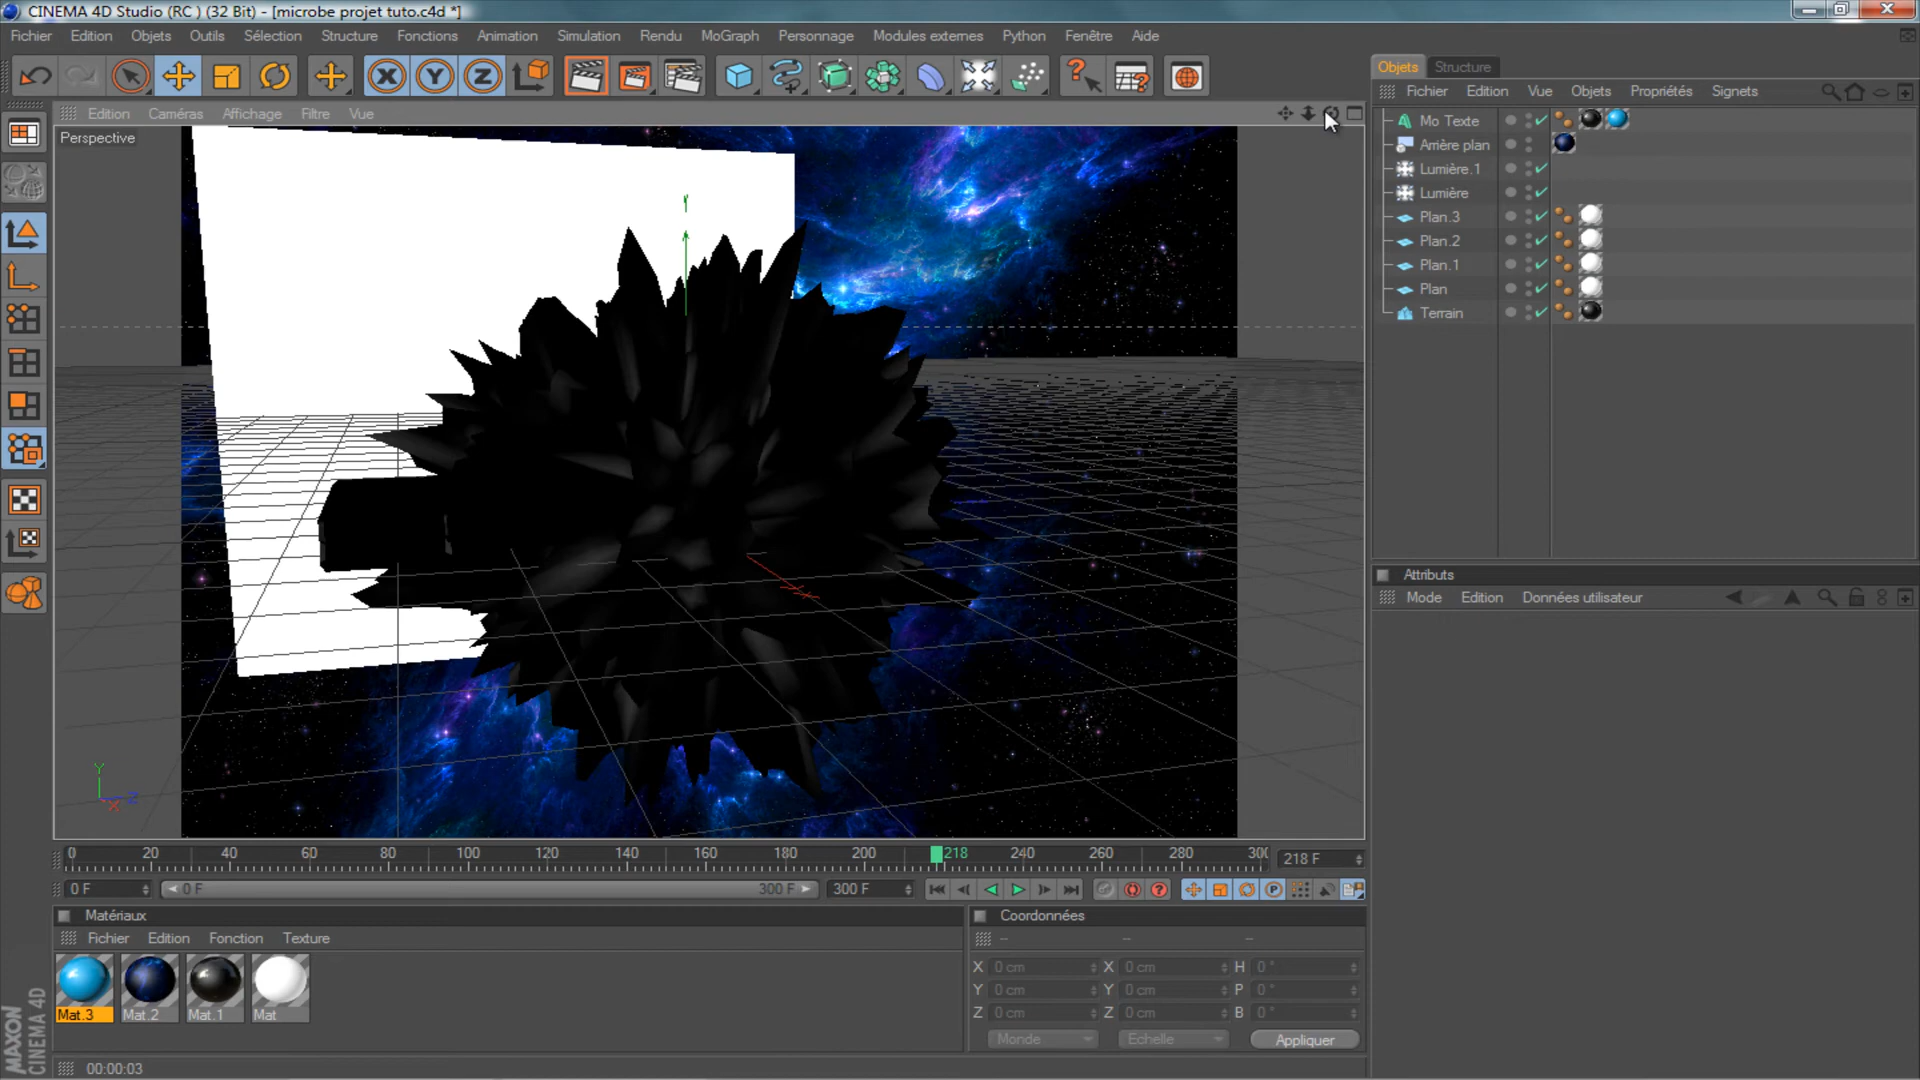 CINEMA 4D Studio (RC ) (32 Bit) - [microbe projet tuto.c4d *]
Fichier Edition Objets Outils Sélection Structure Fonctions Animation Simulation Rendu MoGraph Personnage Modules externes Python Fenêtre Aide
X Y Z
Edition Caméras Affichage Filtre Vue
Perspective
Y
Y
Z
X
0 20 40 60 80 100 120 140 160 180 200 218 240 260 280 300
218 F
0 F 0 F 300 F 300 F
Matériaux
Fichier Edition Fonction Texture
Mat.3 Mat.2 Mat.1 Mat
Coordonnées
-- -- --
X 0 cm X 0 cm H 0 °
Y 0 cm Y 0 cm P 0 °
Z 0 cm Z 0 cm B 0 °
Monde Echelle Appliquer
00:00:03
MAXON CINEMA 4D
Objets Structure
Fichier Edition Vue Objets Propriétés Signets
Mo Texte
Arrière plan
Lumière.1
Lumière
Plan.3
Plan.2
Plan.1
Plan
Terrain
Attributs
Mode Edition Données utilisateur